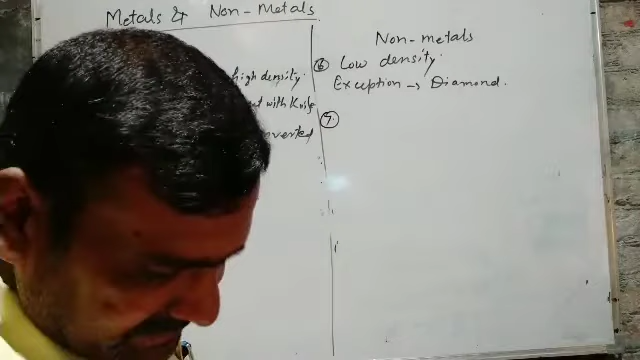 Metals & Non-Metals
high density.
with Knife
Non-metals
6 Low density.
Exception → Diamond.
7.